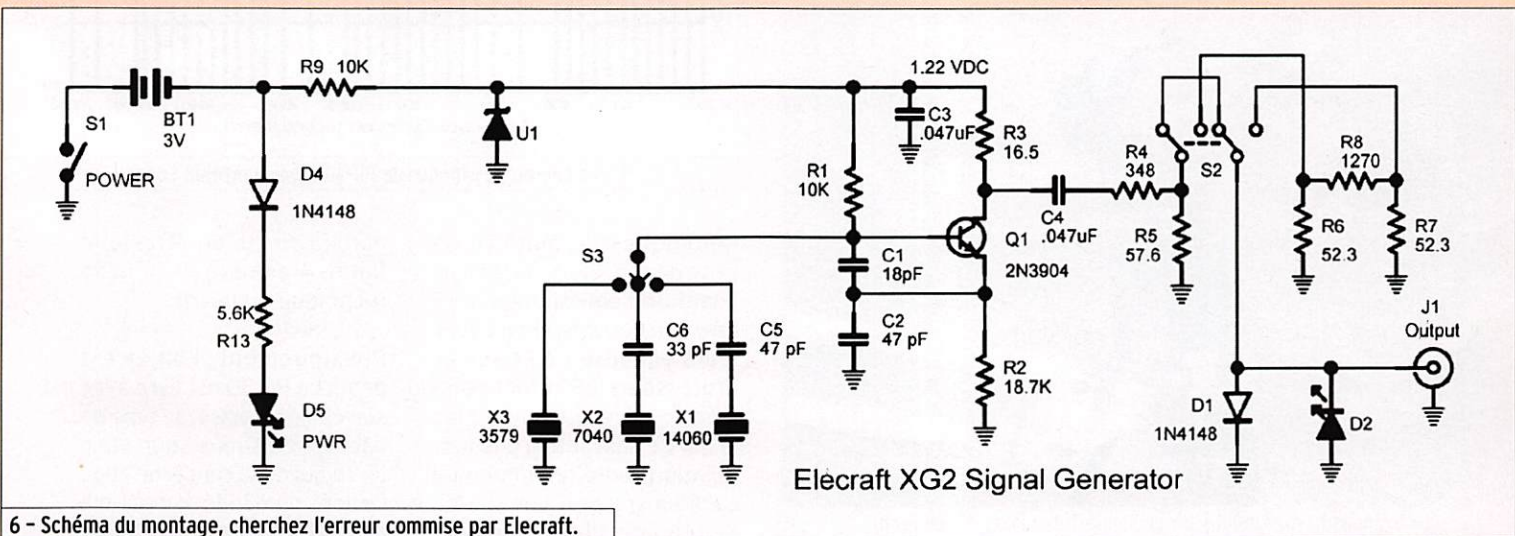 R9 10K
1.22 VDC
S1
BT1
3V
U1
C3
.047uF
R3
16.5
POWER
D4
1N4148
R1
10K
R4
348
S2
R8
1270
C4
.047uF
Q1
2N3904
R5
57.6
R6
52.3
R7
52.3
S3
C1
18pF
5.6K
R13
C6
33 pF
C5
47 pF
C2
47 pF
R2
18.7K
J1
Output
D5
PWR
X3
3579
X2
7040
X1
14060
D1
1N4148
D2
Elecraft XG2 Signal Generator
6 – Schéma du montage, cherchez l'erreur commise par Elecraft.